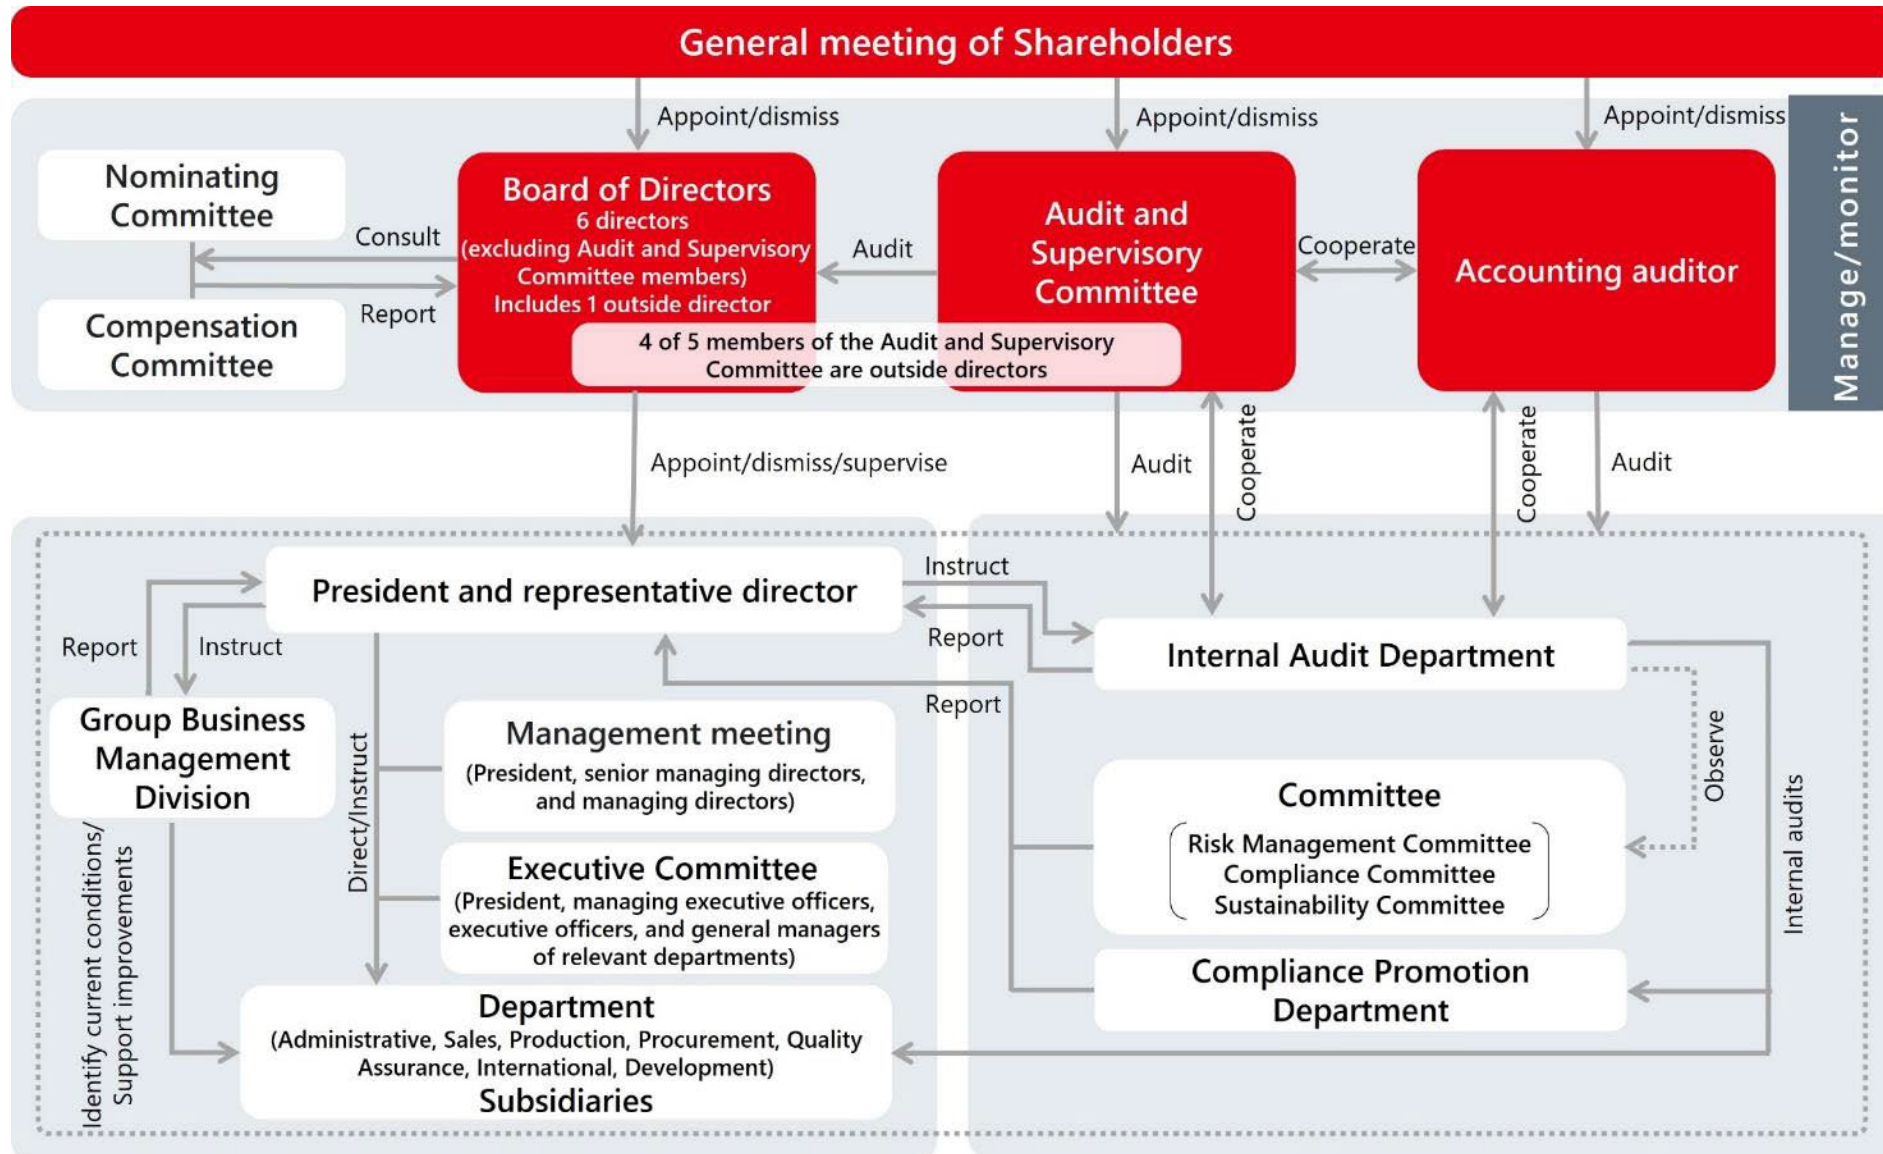 General meeting of Shareholders
Appoint/dismiss
Appoint/dismiss
Appoint/dismiss
Manage/monitor
Nominating
Committee
Consult
Report
Compensation
Committee
Board of Directors
6 directors
(excluding Audit and Supervisory
Committee members)
Includes 1 outside director
Audit
Audit and
Supervisory
Committee
Cooperate
Accounting auditor
4 of 5 members of the Audit and Supervisory
Committee are outside directors
Appoint/dismiss/supervise
Audit
Cooperate
Cooperate
Audit
President and representative director
Instruct
Report
Report
Internal Audit Department
Report
Instruct
Group Business
Management
Division
Direct/Instruct
Management meeting
(President, senior managing directors,
and managing directors)
Executive Committee
(President, managing executive officers,
executive officers, and general managers
of relevant departments)
Identify current conditions/
Support improvements
Department
(Administrative, Sales, Production, Procurement, Quality
Assurance, International, Development)
Subsidiaries
Observe
Internal audits
Committee
Risk Management Committee
Compliance Committee
Sustainability Committee
Compliance Promotion
Department